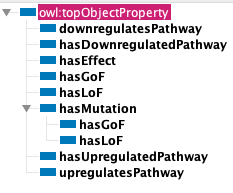 owl:topObjectProperty
downregulatesPathway
hasDownregulatedPathway
hasEffect
hasGoF
hasLoF
hasMutation
hasGoF
hasLoF
hasUpregulatedPathway
upregulatesPathway